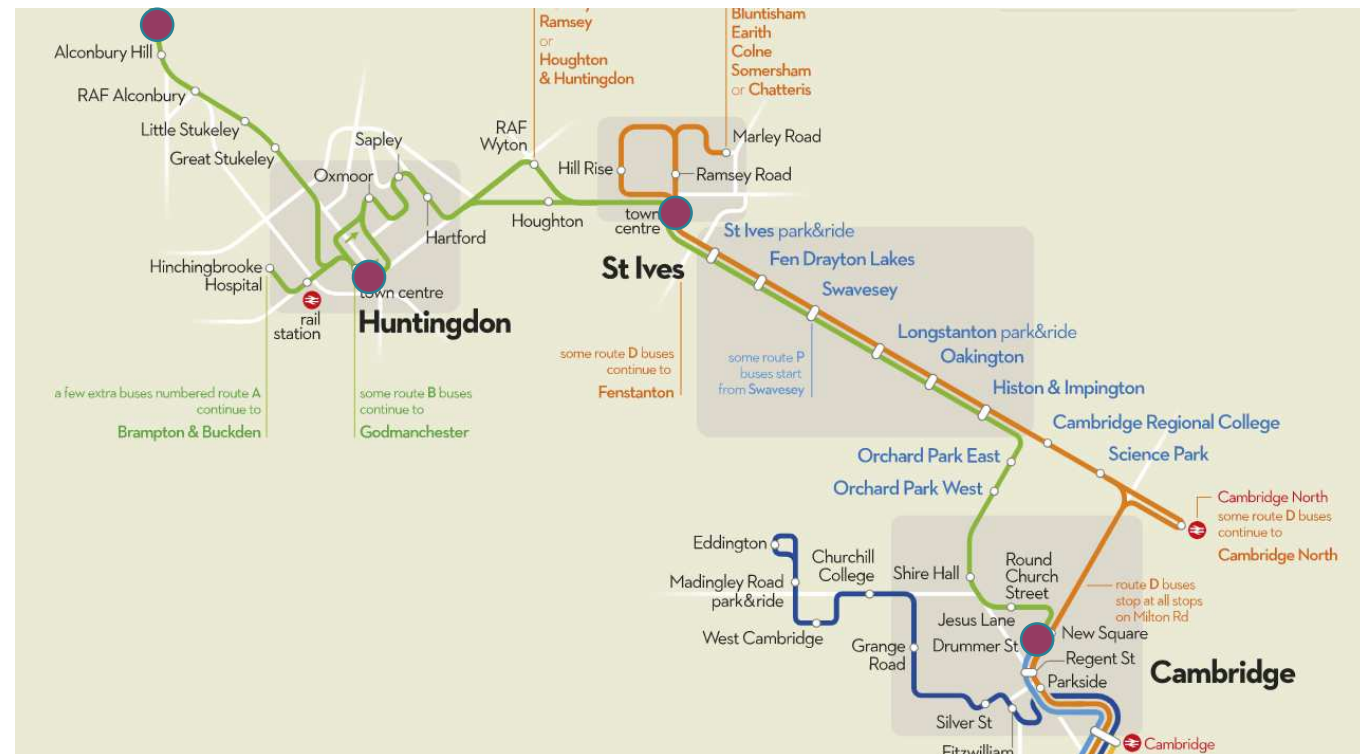 Ramsey
or
Houghton
& Huntingdon
Bluntisham
Earith
Colne
Somersham
or Chatteris
Alconbury Hill
RAF Alconbury
Little Stukeley
Great Stukeley
Sapley
Oxmoor
Hartford
RAF
Wyton
Houghton
Hill Rise
Marley Road
Ramsey Road
town
centre
St Ives
Hinchingbrooke
Hospital
rail
station
town centre
Huntingdon
a few extra buses numbered route A
continue to
Brampton & Buckden
some route B buses
continue to
Godmanchester
some route D buses
continue to
Fenstanton
some route P
buses start
from Swavesey
St Ives park&ride
Fen Drayton Lakes
Swavesey
Longstanton park&ride
Oakington
Histon & Impington
Cambridge Regional College
Science Park
Orchard Park East
Orchard Park West
Cambridge North
some route D buses
continue to
Cambridge North
route D buses
stop at all stops
on Milton Rd
Eddington
Madingley Road
park&ride
West Cambridge
Churchill
College
Grange
Road
Shire Hall
Round
Church
Street
Jesus Lane
Drummer St
New Square
Regent St
Parkside
Cambridge
Silver St
Fitzwilliam
Cambridge